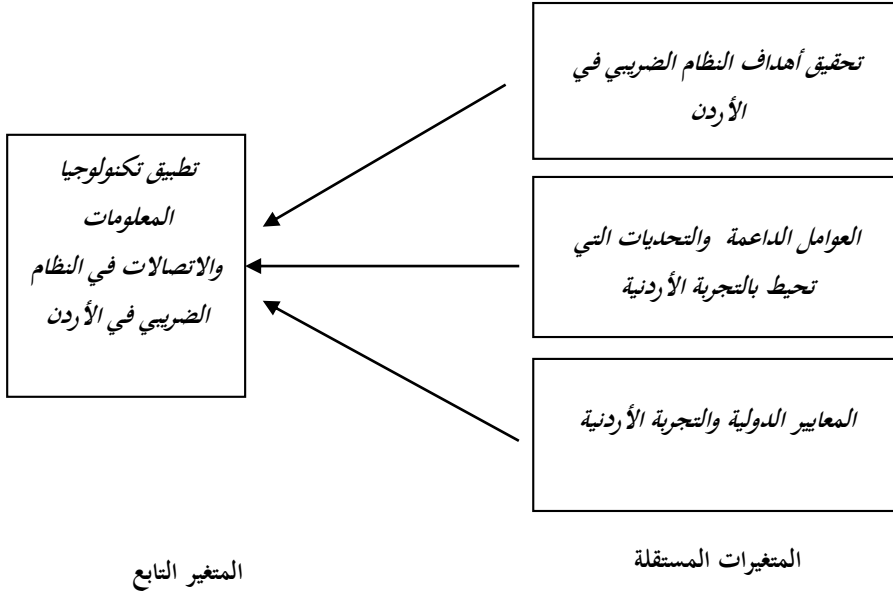 تحقيق أهداف النظام الضريبي في
الأردن
العوامل الداعمة والتحديات التي
تحيط بالتجربة الأردنية
المعايير الدولية والتجربة الأردنية
المتغيرات المستقلة
تطبيق تكنولوجيا
المعلومات
والاتصالات في النظام
الضريبي في الأردن
المتغير التابع